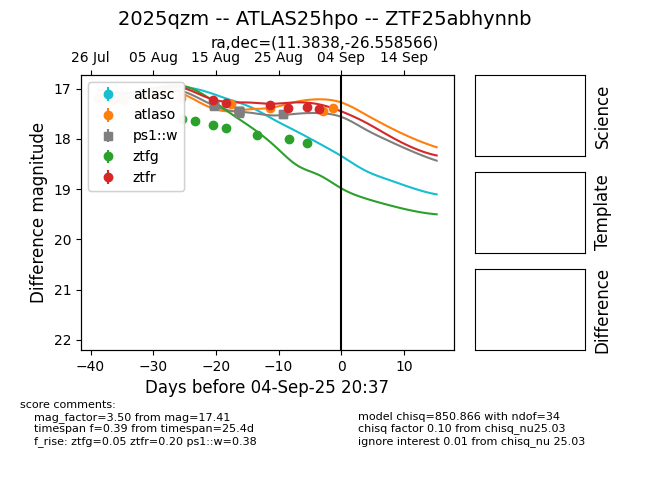 2025qzm -- ATLAS25hpo -- ZTF25abhynnb
ra,dec=(11.3838,-26.558566)
26 Jul 05 Aug 15 Aug 25 Aug 04 Sep 14 Sep
17
18
19
20
21
22
Difference magnitude
atlasc
atlaso
ps1::w
ztfg
ztfr
−40 −30 −20 −10 0 10
Days before 04-Sep-25 20:37
Science
Template
Difference
score comments:
mag_factor=3.50 from mag=17.41
timespan f=0.39 from timespan=25.4d
f_rise: ztfg=0.05 ztfr=0.20 ps1::w=0.38
model chisq=850.866 with ndof=34
chisq factor 0.10 from chisq_nu25.03
ignore interest 0.01 from chisq_nu 25.03